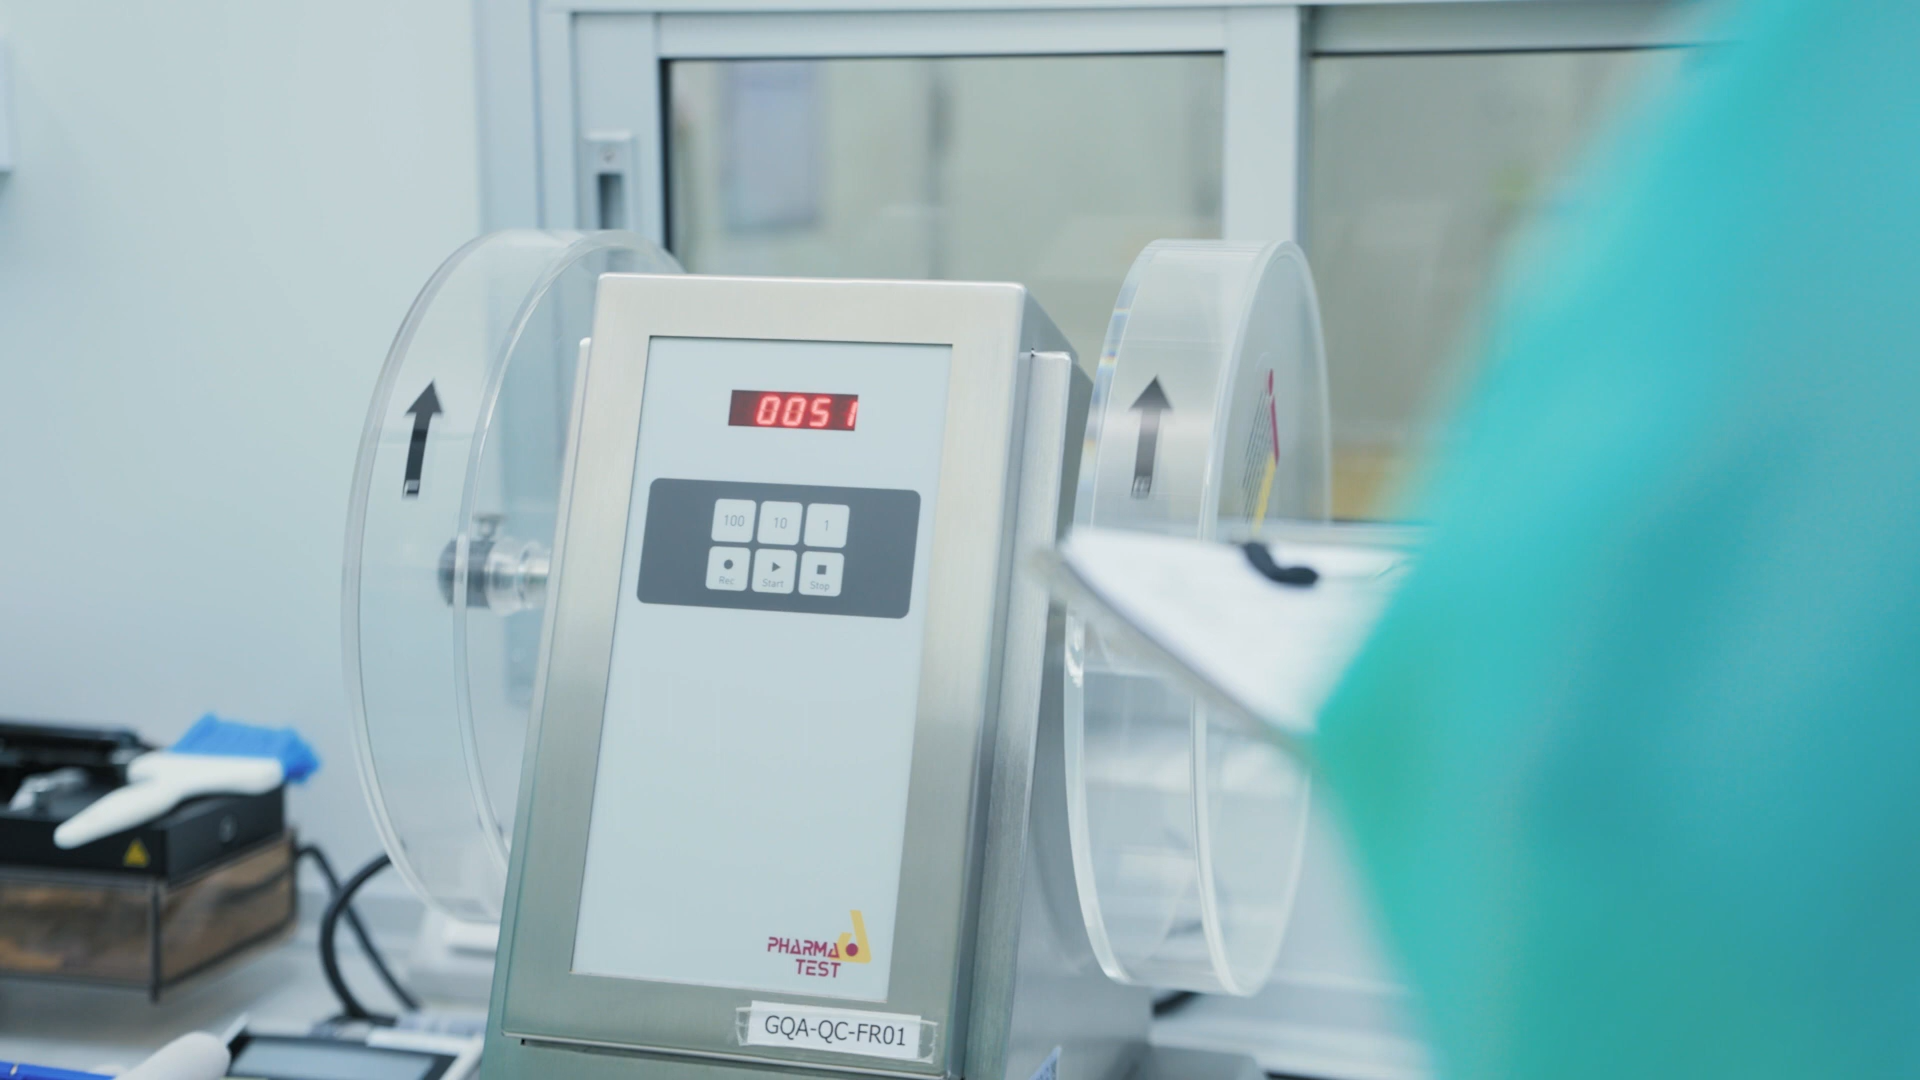 0051
100 10 1
Rec Start Stop
PHARMA
TEST
GQA-QC-FR01